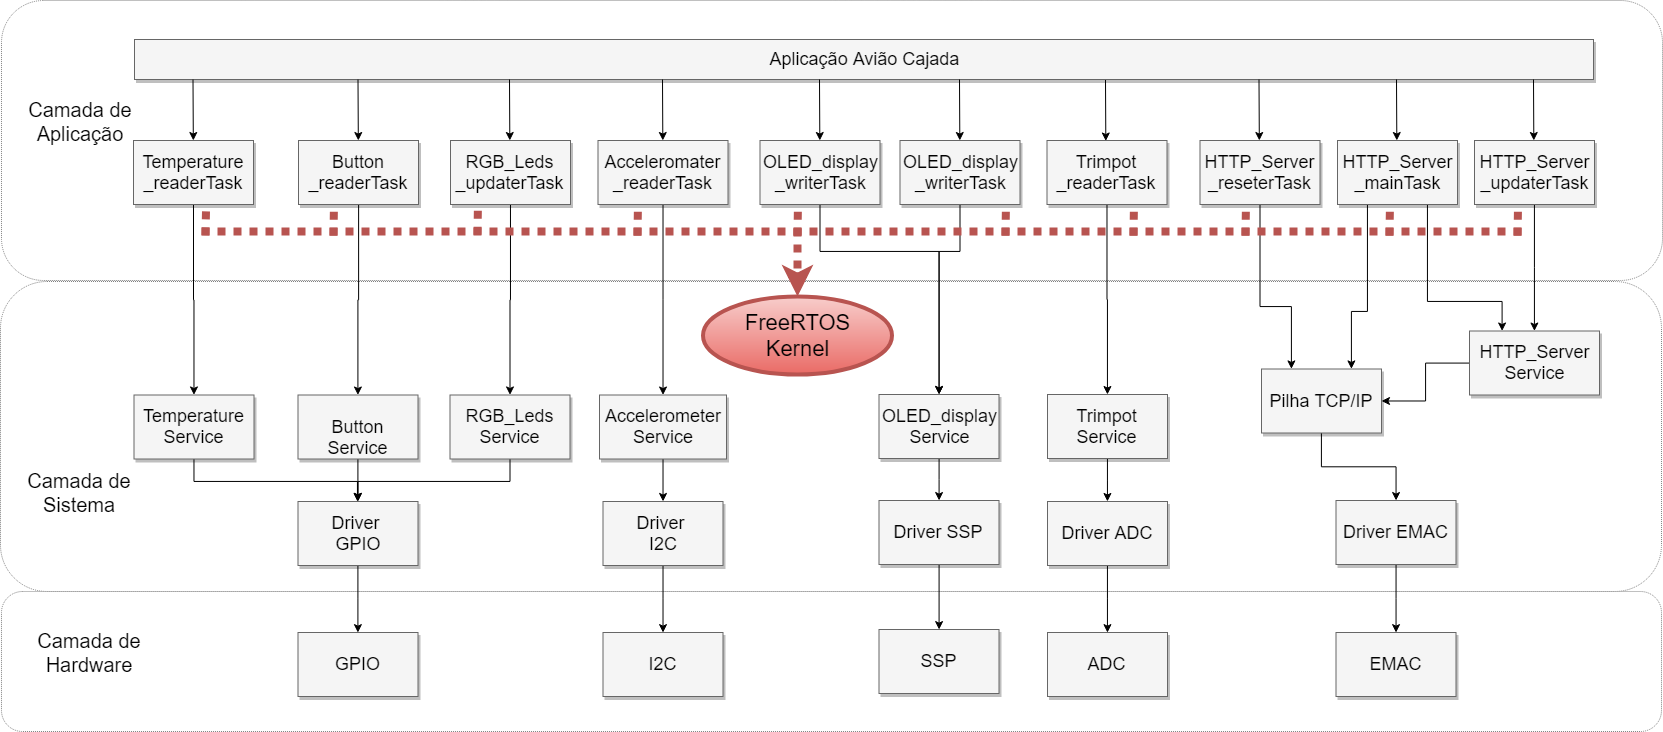 Aplicação Avião Cajada
Camada de
Aplicação
Temperature
_readerTask
Button
_readerTask
RGB_Leds
_updaterTask
Acceleromater
_readerTask
OLED_display
_writerTask
OLED_display
_writerTask
Trimpot
_readerTask
HTTP_Server
_reseterTask
HTTP_Server
_mainTask
HTTP_Server
_updaterTask
FreeRTOS
Kernel
HTTP_Server
Service
Pilha TCP/IP
Temperature
Service
Button
Service
RGB_Leds
Service
Accelerometer
Service
OLED_display
Service
Trimpot
Service
Camada de
Sistema
Driver
GPIO
Driver
I2C
Driver SSP
Driver ADC
Driver EMAC
Camada de
Hardware
GPIO
I2C
SSP
ADC
EMAC